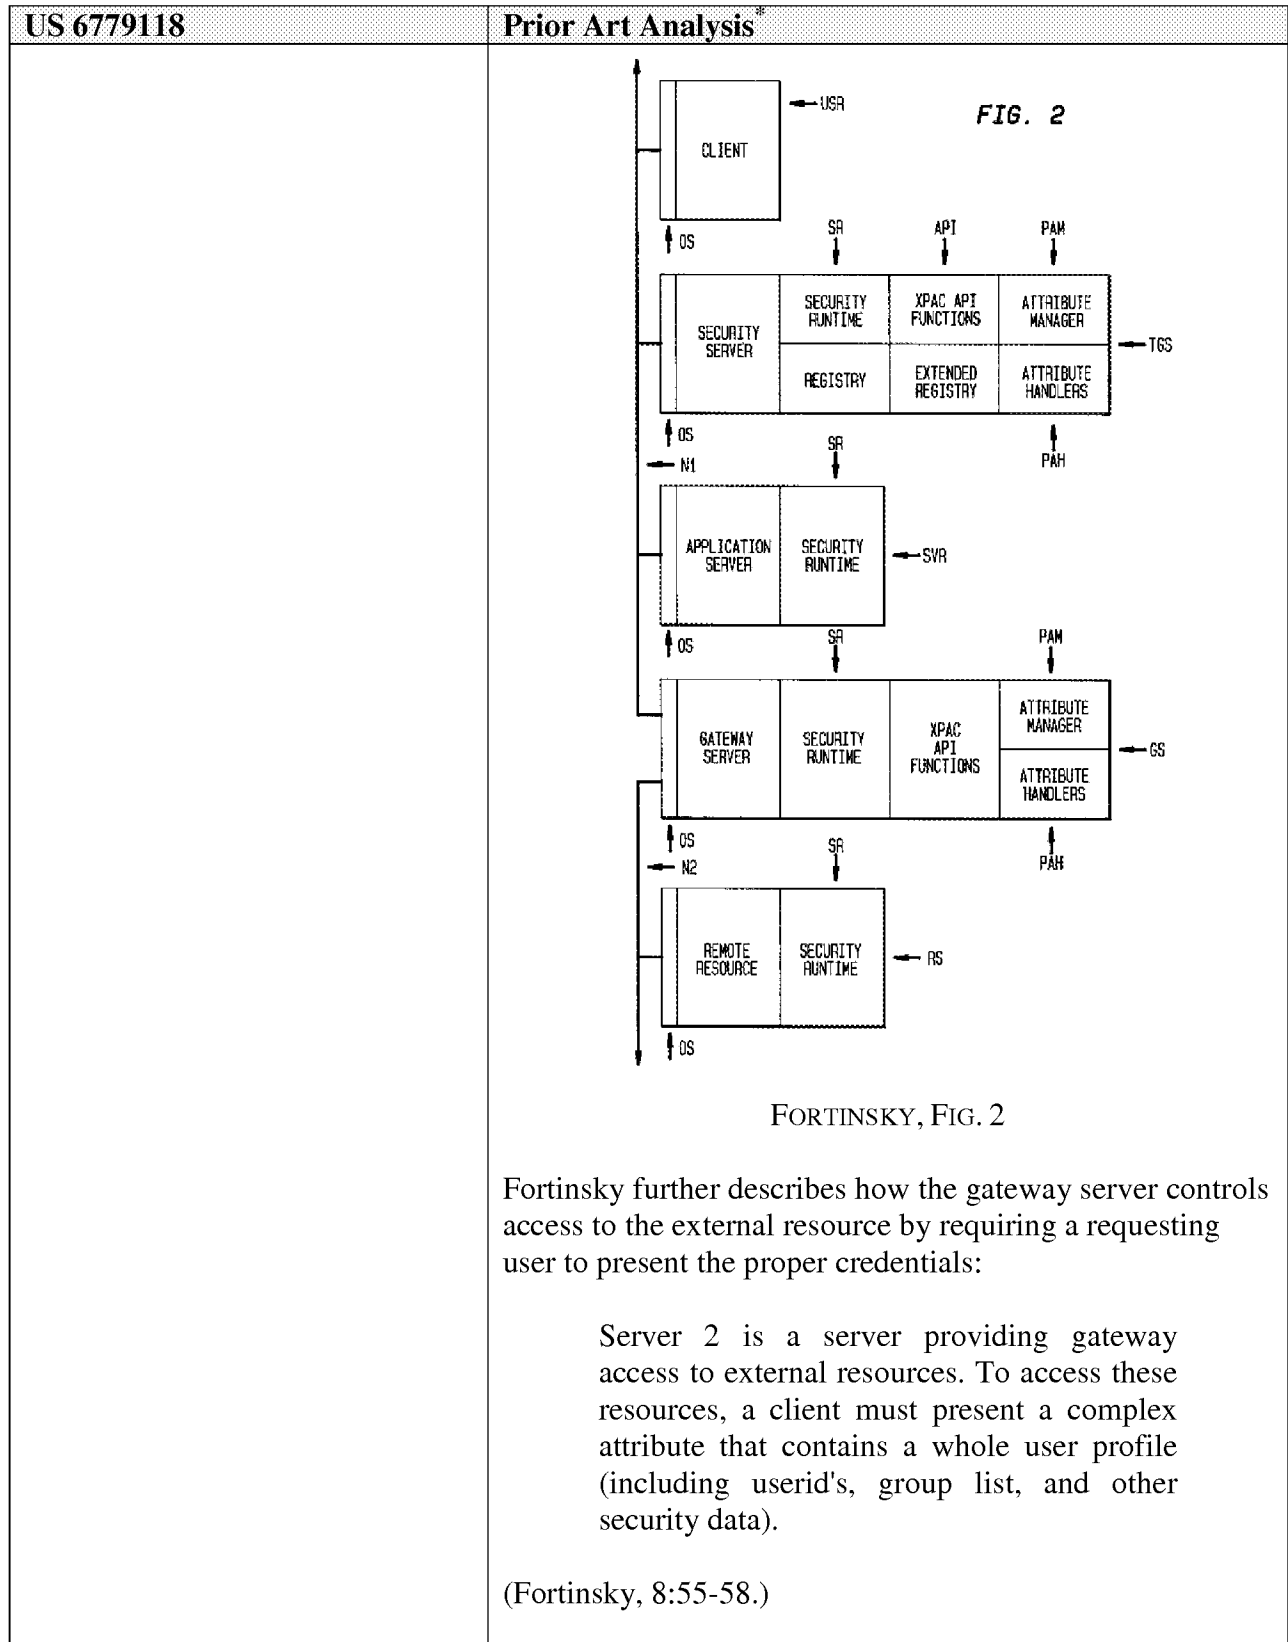 US 6779118
Prior Art Analysis*
FIG. 2
USR
CLIENT
OS
SR
API
PAM
SECURITY SERVER
SECURITY RUNTIME
XPAC API FUNCTIONS
ATTRIBUTE MANAGER
REGISTRY
EXTENDED REGISTRY
ATTRIBUTE HANDLERS
TGS
OS
N1
SR
PAH
APPLICATION SERVER
SECURITY RUNTIME
SVR
OS
SR
PAM
GATEWAY SERVER
SECURITY RUNTIME
XPAC API FUNCTIONS
ATTRIBUTE MANAGER
ATTRIBUTE HANDLERS
GS
OS
N2
SR
PAH
REMOTE RESOURCE
SECURITY RUNTIME
RS
OS
FORTINSKY, FIG. 2
Fortinsky further describes how the gateway server controls
access to the external resource by requiring a requesting
user to present the proper credentials:
Server 2 is a server providing gateway
access to external resources. To access these
resources, a client must present a complex
attribute that contains a whole user profile
(including userid's, group list, and other
security data).
(Fortinsky, 8:55-58.)